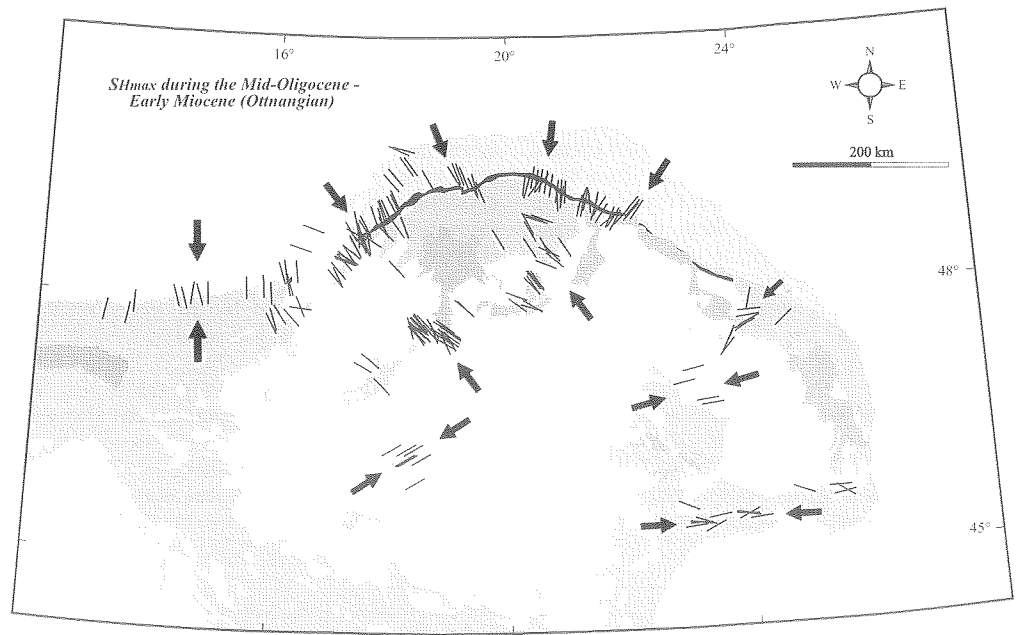 16° 20° 24°
SHmax during the Mid-Oligocene -
Early Miocene (Ottnangian)
N
W E
S
200 km
48°
45°